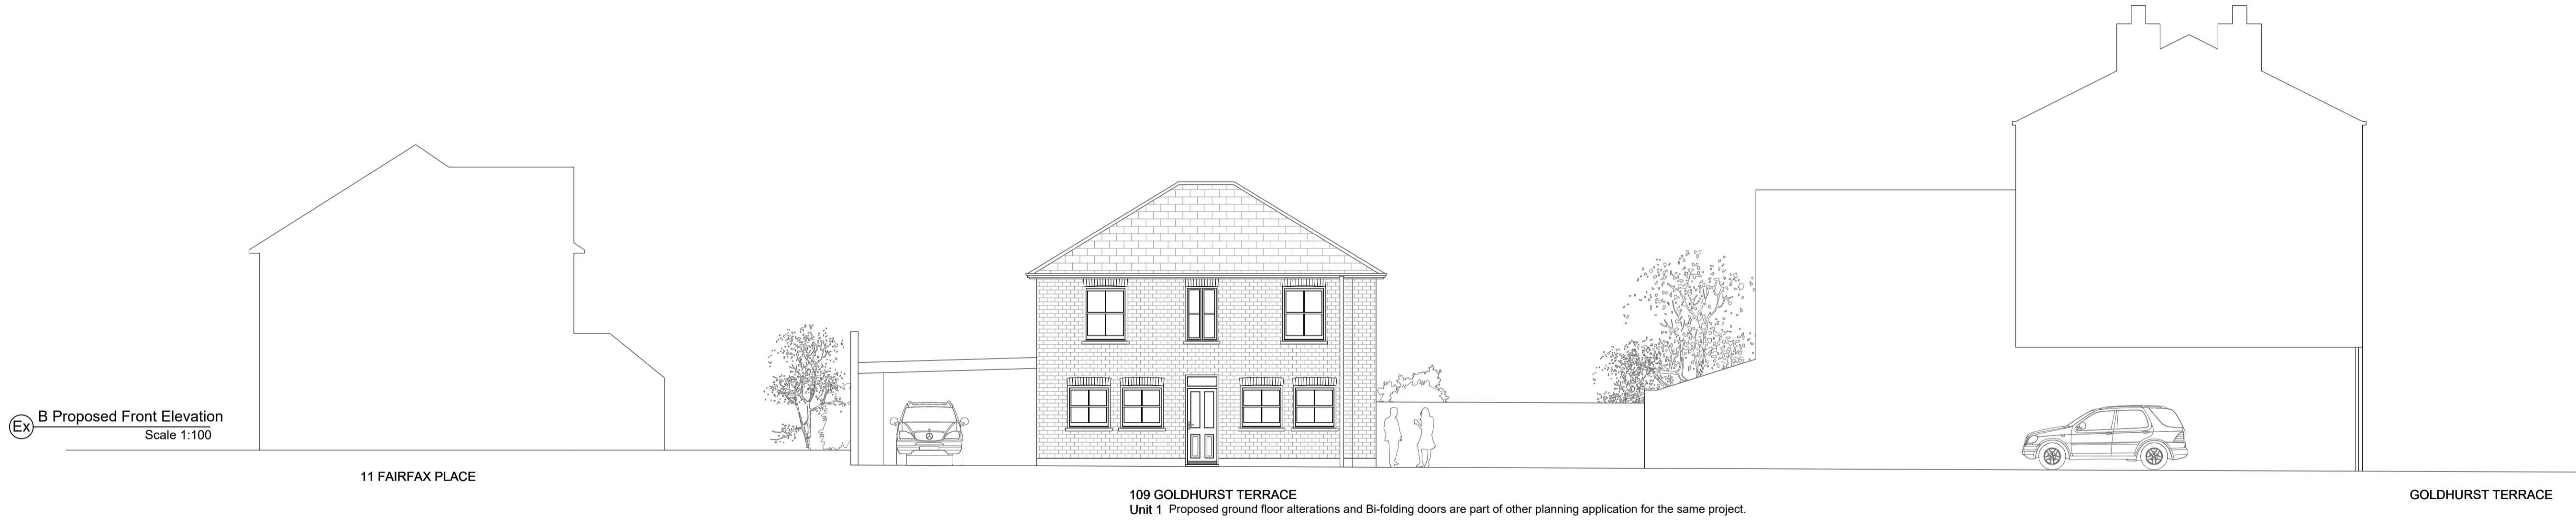 B Proposed Front Elevation
Ex
Scale 1:100
11 FAIRFAX PLACE
109 GOLDHURST TERRACE
GOLDHURST TERRACE
Unit 1 Proposed ground floor alterations and Bi-folding doors are part of other planning application for the same project.